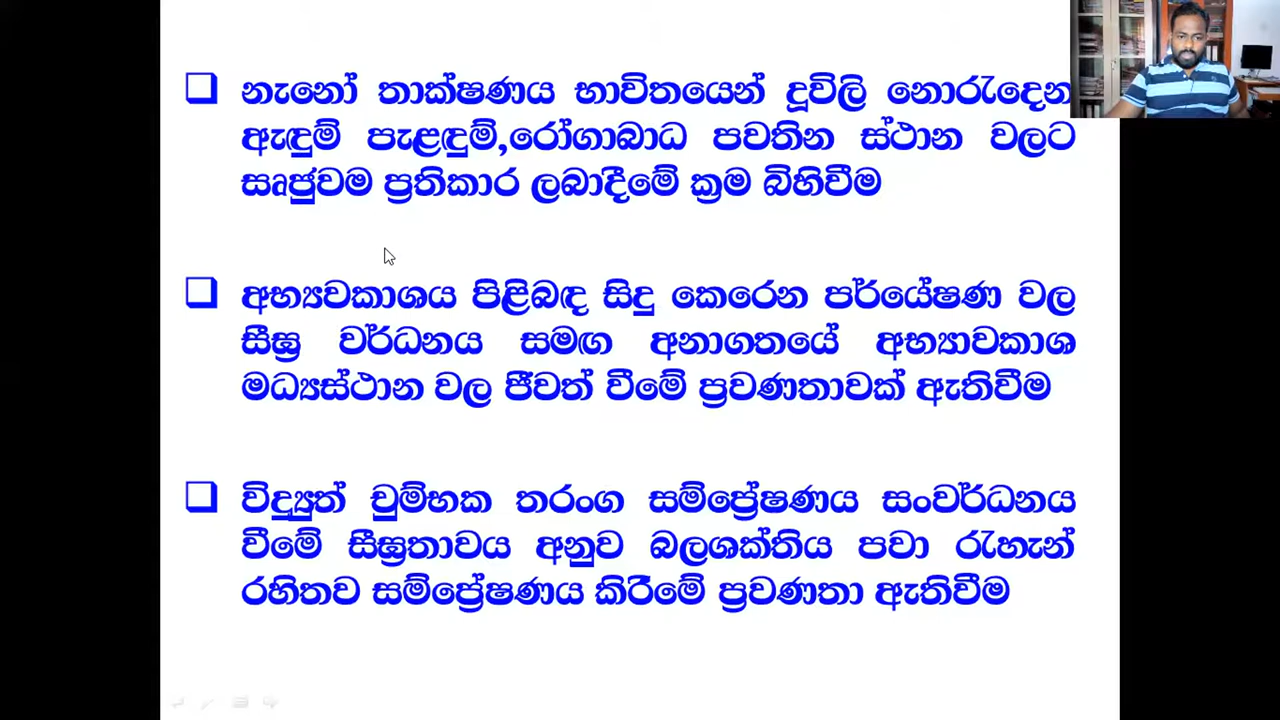 ❑ නැනෝ තාක්ෂණය භාවිතයෙන් දූවිලි නොරැදෙන
ඇඳුම් පැළඳුම්,රෝගාබාධ පවතින ස්ථාන වලට
සෘජුවම ප්‍රතිකාර ලබාදීමේ ක්‍රම බිහිවීම
❑ අභ්‍යවකාශය පිළිබඳ සිදු කෙරෙන පර්යේෂණ වල
සීඝ්‍ර වර්ධනය සමඟ අනාගතයේ අභ්‍යාවකාශ
මධ්‍යස්ථාන වල ජීවත් වීමේ ප්‍රවණතාවක් ඇතිවීම
❑ විද්‍යුත් චුම්භක තරංග සම්ප්‍රේෂණය සංවර්ධනය
වීමේ සීඝ්‍රතාවය අනුව බලශක්තිය පවා රැහැන්
රහිතව සම්ප්‍රේෂණය කිරීමේ ප්‍රවණතා ඇතිවීම